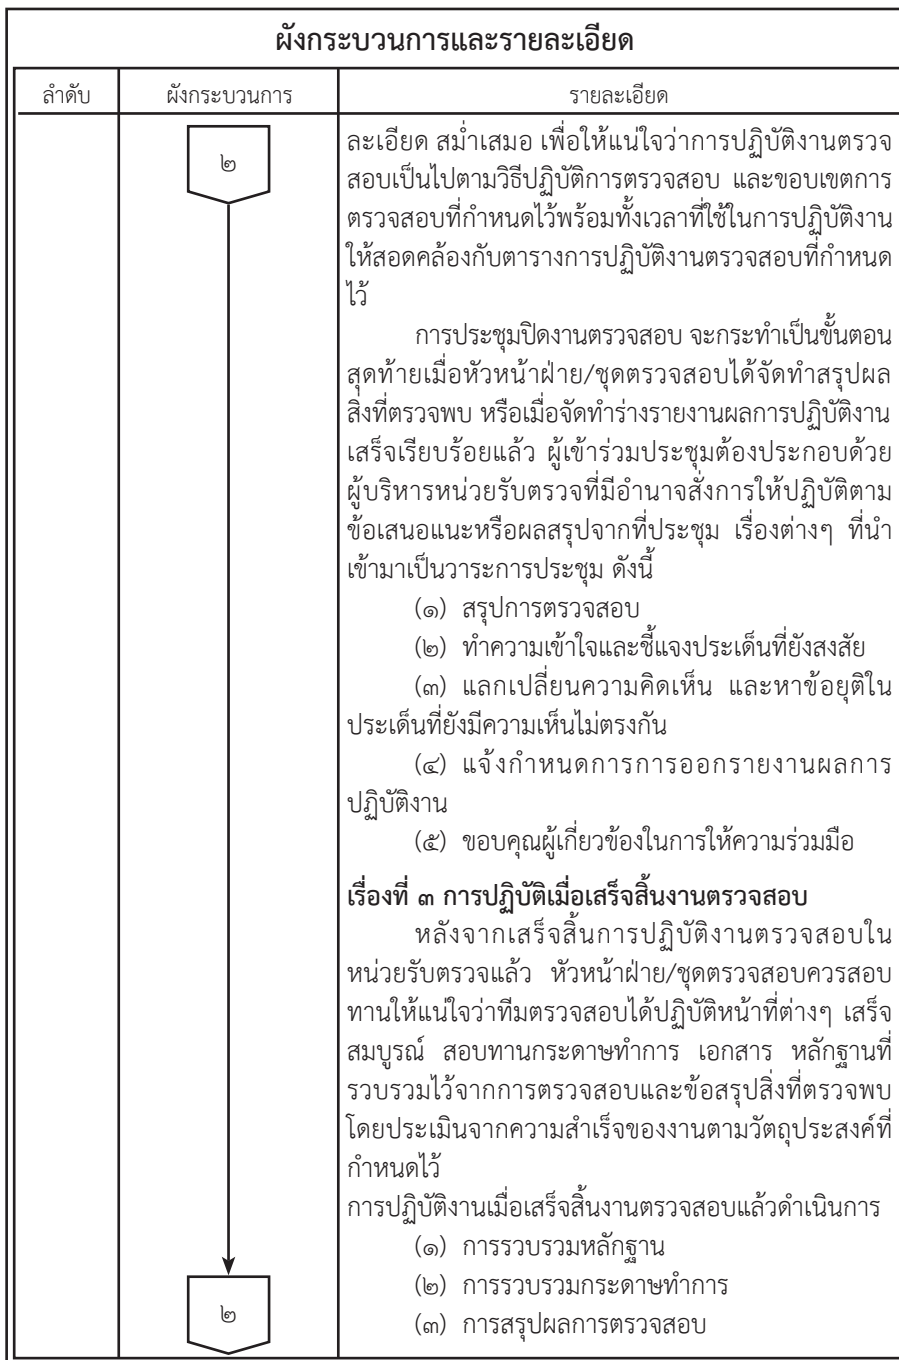 ผังกระบวนการและรายละเอียด
ลำดับ ผังกระบวนการ รายละเอียด
๒
ละเอียด สม่ำเสมอ เพื่อให้แน่ใจว่าการปฏิบัติงานตรวจ
สอบเป็นไปตามวิธีปฏิบัติการตรวจสอบ และขอบเขตการ
ตรวจสอบที่กำหนดไว้พร้อมทั้งเวลาที่ใช้ในการปฏิบัติงาน
ให้สอดคล้องกับตารางการปฏิบัติงานตรวจสอบที่กำหนด
ไว้
การประชุมปิดงานตรวจสอบ จะกระทำเป็นขั้นตอน
สุดท้ายเมื่อหัวหน้าฝ่าย/ชุดตรวจสอบได้จัดทำสรุปผล
สิ่งที่ตรวจพบ หรือเมื่อจัดทำร่างรายงานผลการปฏิบัติงาน
เสร็จเรียบร้อยแล้ว ผู้เข้าร่วมประชุมต้องประกอบด้วย
ผู้บริหารหน่วยรับตรวจที่มีอำนาจสั่งการให้ปฏิบัติตาม
ข้อเสนอแนะหรือผลสรุปจากที่ประชุม เรื่องต่างๆ ที่นำ
เข้ามาเป็นวาระการประชุม ดังนี้
(๑) สรุปการตรวจสอบ
(๒) ทำความเข้าใจและชี้แจงประเด็นที่ยังสงสัย
(๓) แลกเปลี่ยนความคิดเห็น และหาข้อยุติใน
ประเด็นที่ยังมีความเห็นไม่ตรงกัน
(๔) แจ้งกำหนดการการออกรายงานผลการ
ปฏิบัติงาน
(๕) ขอบคุณผู้เกี่ยวข้องในการให้ความร่วมมือ
เรื่องที่ ๓ การปฏิบัติเมื่อเสร็จสิ้นงานตรวจสอบ
หลังจากเสร็จสิ้นการปฏิบัติงานตรวจสอบใน
หน่วยรับตรวจแล้ว หัวหน้าฝ่าย/ชุดตรวจสอบควรสอบ
ทานให้แน่ใจว่าทีมตรวจสอบได้ปฏิบัติหน้าที่ต่างๆ เสร็จ
สมบูรณ์ สอบทานกระดาษทำการ เอกสาร หลักฐานที่
รวบรวมไว้จากการตรวจสอบและข้อสรุปสิ่งที่ตรวจพบ
โดยประเมินจากความสำเร็จของงานตามวัตถุประสงค์ที่
กำหนดไว้
การปฏิบัติงานเมื่อเสร็จสิ้นงานตรวจสอบแล้วดำเนินการ
(๑) การรวบรวมหลักฐาน
(๒) การรวบรวมกระดาษทำการ
(๓) การสรุปผลการตรวจสอบ
๒